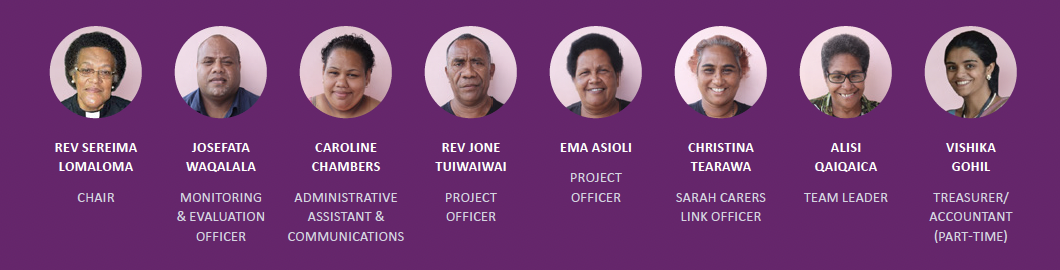 REV SEREIMA
LOMALOMA
CHAIR
JOSEFATA
WAQALALA
MONITORING
& EVALUATION
OFFICER
CAROLINE
CHAMBERS
ADMINISTRATIVE
ASSISTANT &
COMMUNICATIONS
REV JONE
TUIWAIWAI
PROJECT
OFFICER
EMA ASIOLI
PROJECT
OFFICER
CHRISTINA
TEARAWA
SARAH CARERS
LINK OFFICER
ALISI
QAIQAICA
TEAM LEADER
VISHIKA
GOHIL
TREASURER/
ACCOUNTANT
(PART-TIME)